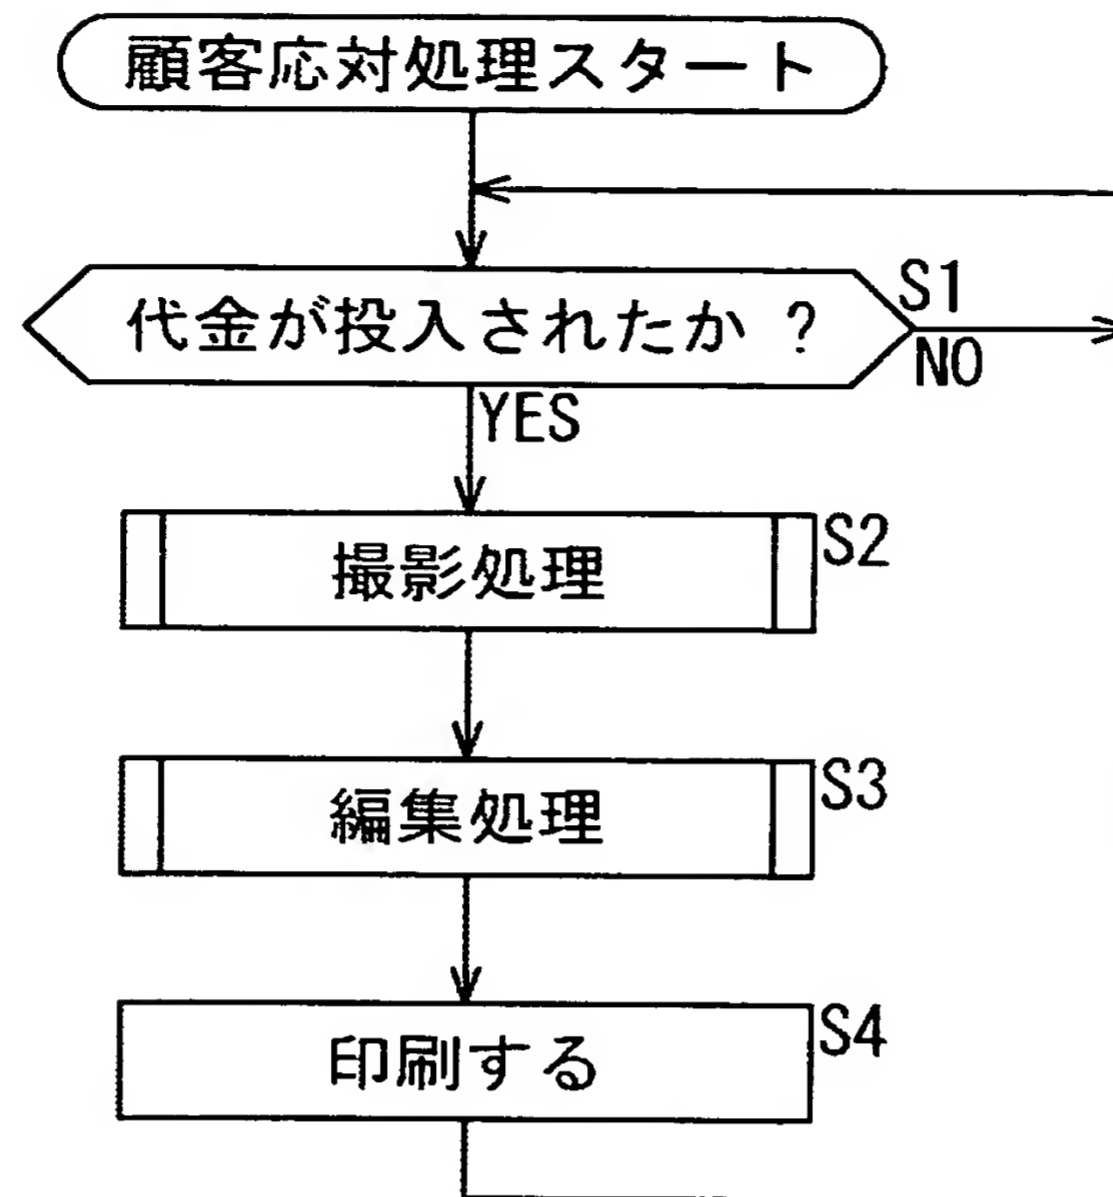 顧客応対処理スタート
代金が投入されたか ?
S1
NO
YES
撮影処理
S2
編集処理
S3
印刷する
S4